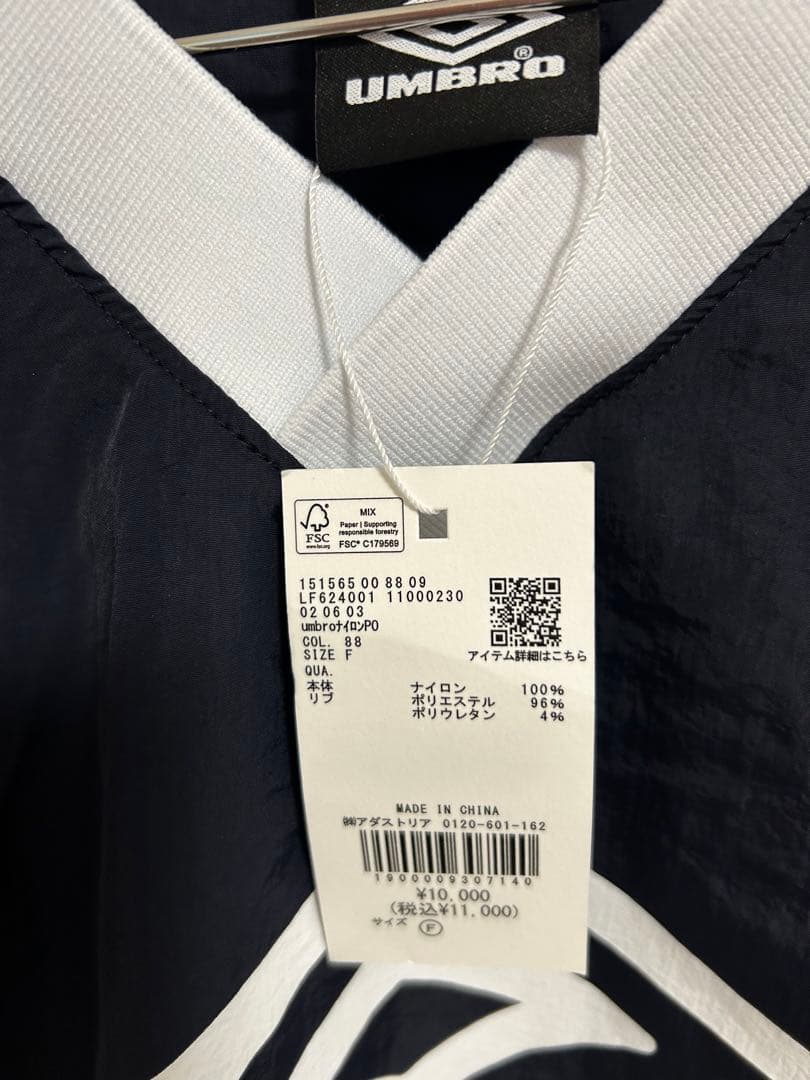 UMBRO®
MIX
Paper | Supporting
responsible forestry
FSC® C179569
FSC
www.fsc.org
151565 00 88 09
LF624001 11000230
02 06 03
umbroナイロンPO
COL. 88
SIZE F
QUA.
アイテム詳細はこちら
本体 ナイロン 100%
リブ ポリエステル 96%
ポリウレタン 4%
MADE IN CHINA
㈱アダストリア 0120-601-162
1900009307140
¥10,000
(税込¥11,000)
サイズ Ⓕ